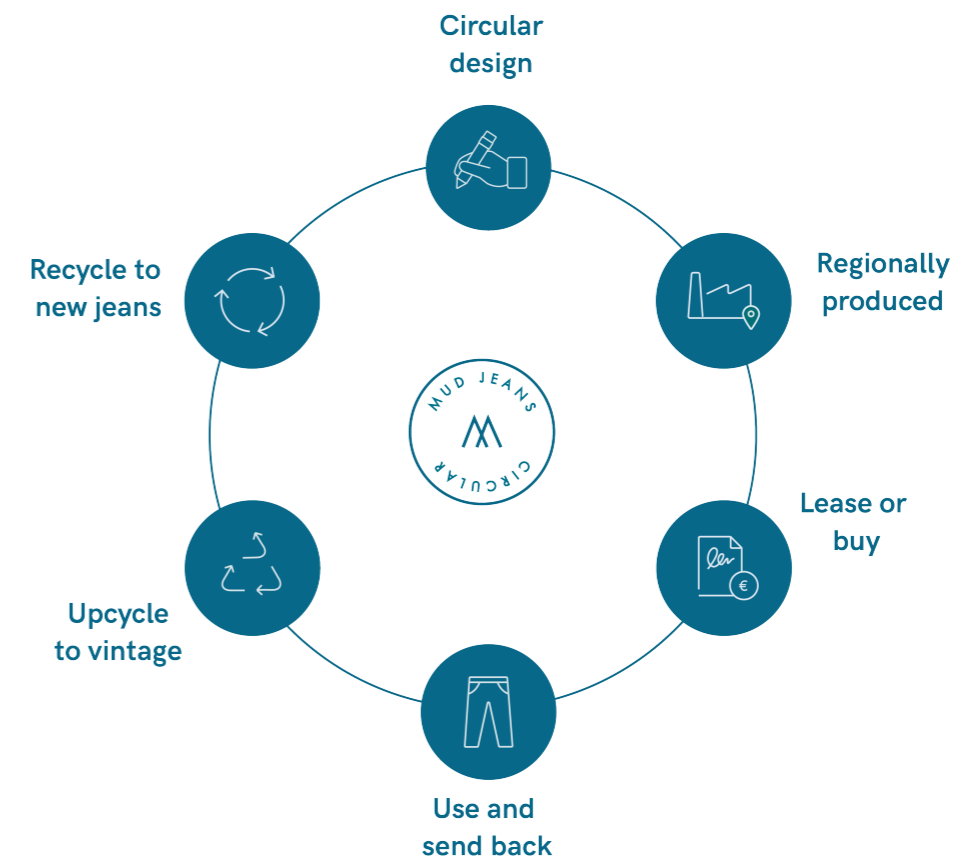 Circular
design
Regionally
produced
Lease or
buy
Use and
send back
Upcycle
to vintage
Recycle to
new jeans
MUD JEANS
CIRCULAR
€